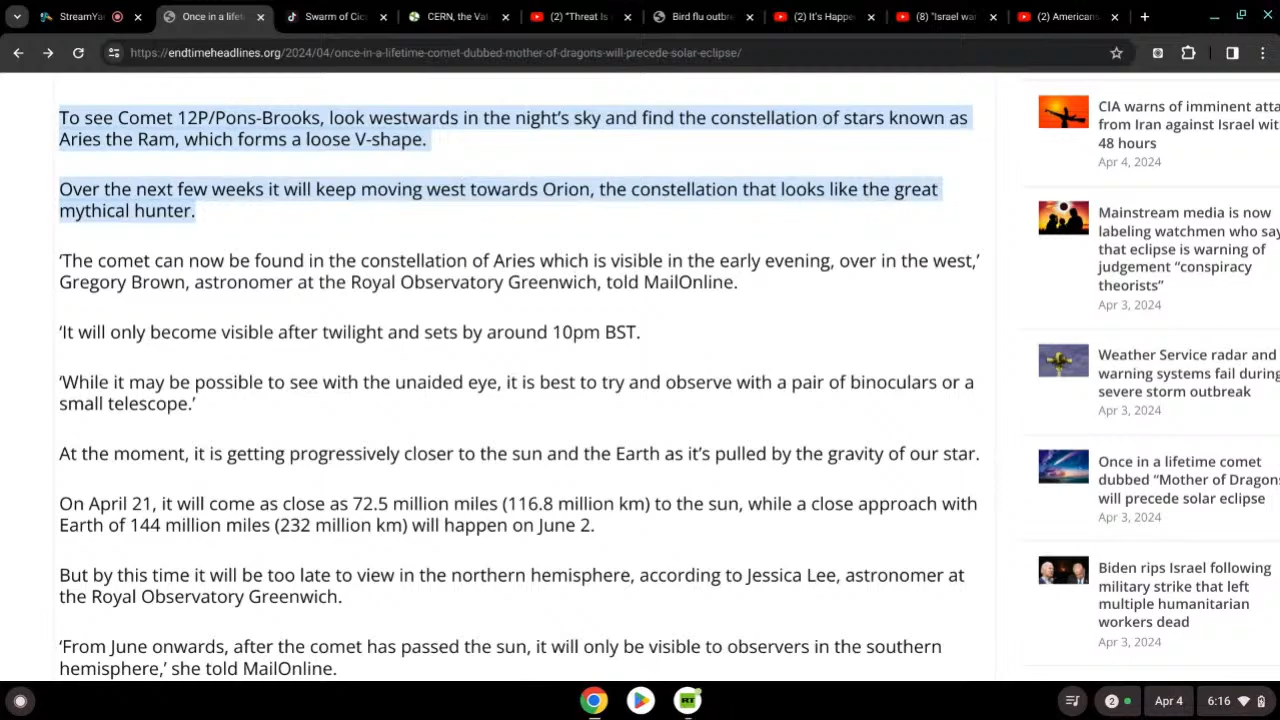 StreamYa
Once in a lifet
Swarm of Cic
CERN, the Va
(2) "Threat Is
Bird flu outbr
(2) It's Happe
(8) "Israel wa
(2) American
https://endtimeheadlines.org/2024/04/once-in-a-lifetime-comet-dubbed-mother-of-dragons-will-precede-solar-eclipse/
To see Comet 12P/Pons-Brooks, look westwards in the night's sky and find the constellation of stars known as
Aries the Ram, which forms a loose V-shape.
Over the next few weeks it will keep moving west towards Orion, the constellation that looks like the great
mythical hunter.
‘The comet can now be found in the constellation of Aries which is visible in the early evening, over in the west,’
Gregory Brown, astronomer at the Royal Observatory Greenwich, told MailOnline.
‘It will only become visible after twilight and sets by around 10pm BST.
‘While it may be possible to see with the unaided eye, it is best to try and observe with a pair of binoculars or a
small telescope.’
At the moment, it is getting progressively closer to the sun and the Earth as it’s pulled by the gravity of our star.
On April 21, it will come as close as 72.5 million miles (116.8 million km) to the sun, while a close approach with
Earth of 144 million miles (232 million km) will happen on June 2.
But by this time it will be too late to view in the northern hemisphere, according to Jessica Lee, astronomer at
the Royal Observatory Greenwich.
‘From June onwards, after the comet has passed the sun, it will only be visible to observers in the southern
hemisphere,’ she told MailOnline.
CIA warns of imminent atta
from Iran against Israel wit
48 hours
Apr 4, 2024
Mainstream media is now
labeling watchmen who say
that eclipse is warning of
judgement “conspiracy
theorists”
Apr 3, 2024
Weather Service radar and
warning systems fail during
severe storm outbreak
Apr 3, 2024
Once in a lifetime comet
dubbed “Mother of Dragons
will precede solar eclipse
Apr 3, 2024
Biden rips Israel following
military strike that left
multiple humanitarian
workers dead
Apr 3, 2024
RT
2
Apr 4
6:16